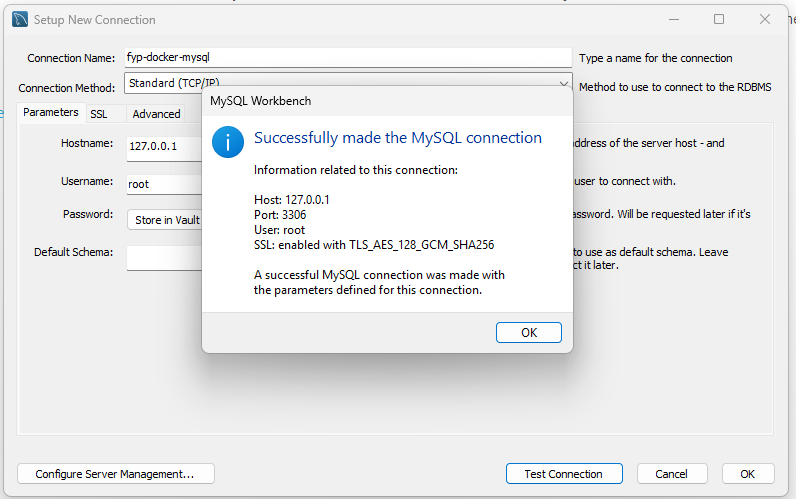 Setup New Connection
Connection Name: fyp-docker-mysql Type a name for the connection
Connection Method: Standard (TCP/IP) Method to use to connect to the RDBMS
Parameters SSL Advanced
Hostname: 127.0.0.1 address of the server host - and
Username: root user to connect with.
Password: Store in Vault Will be requested later if it's
Default Schema: to use as default schema. Leave
it later.
MySQL Workbench
Successfully made the MySQL connection
Information related to this connection:
Host: 127.0.0.1
Port: 3306
User: root
SSL: enabled with TLS_AES_128_GCM_SHA256
A successful MySQL connection was made with
the parameters defined for this connection.
OK
Configure Server Management... Test Connection Cancel OK